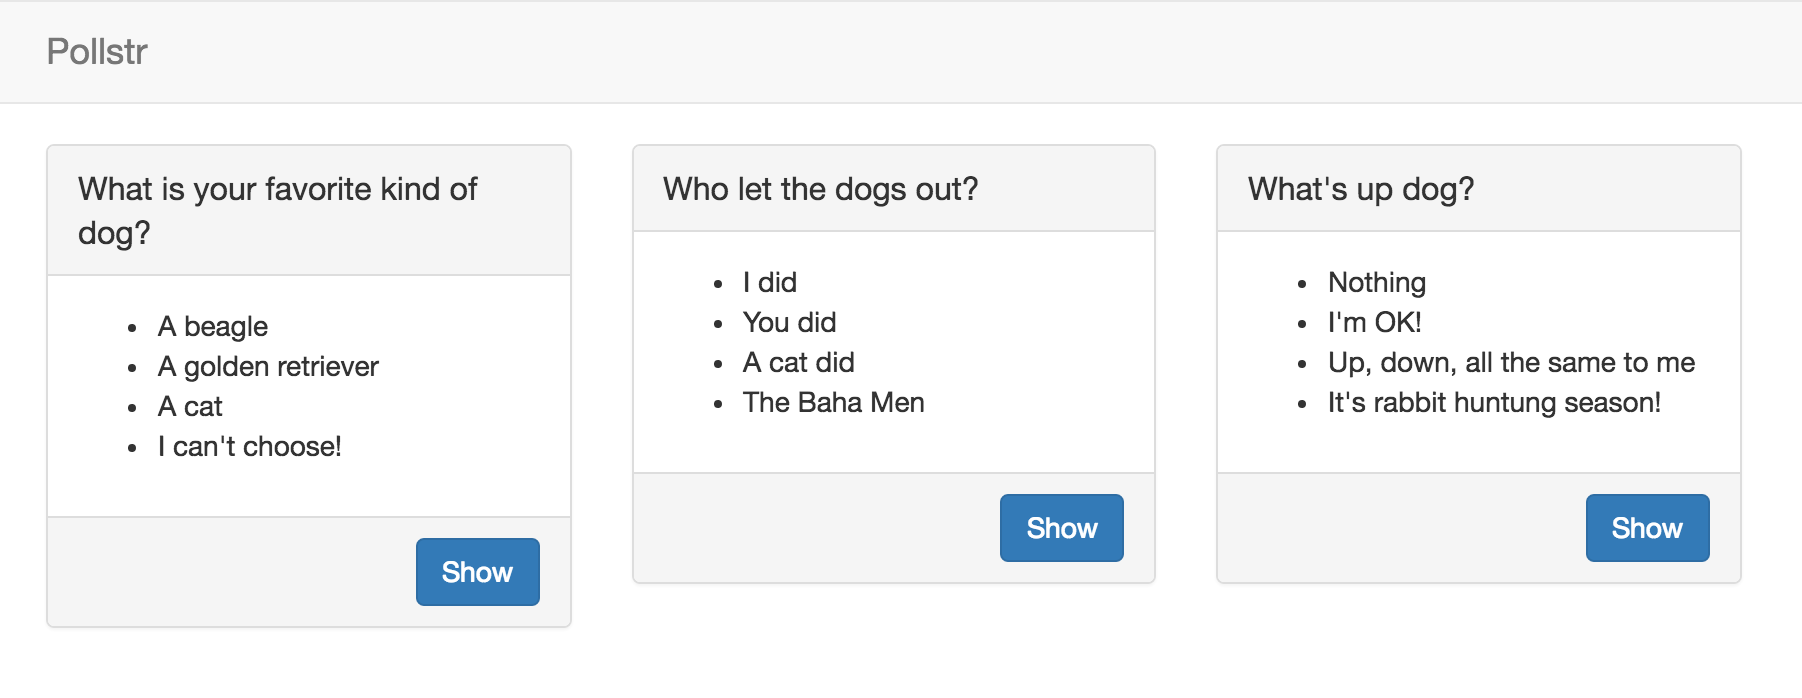 Pollstr
What is your favorite kind of
dog?
A beagle
A golden retriever
A cat
I can't choose!
Show
Who let the dogs out?
I did
You did
A cat did
The Baha Men
Show
What's up dog?
Nothing
I'm OK!
Up, down, all the same to me
It's rabbit huntung season!
Show